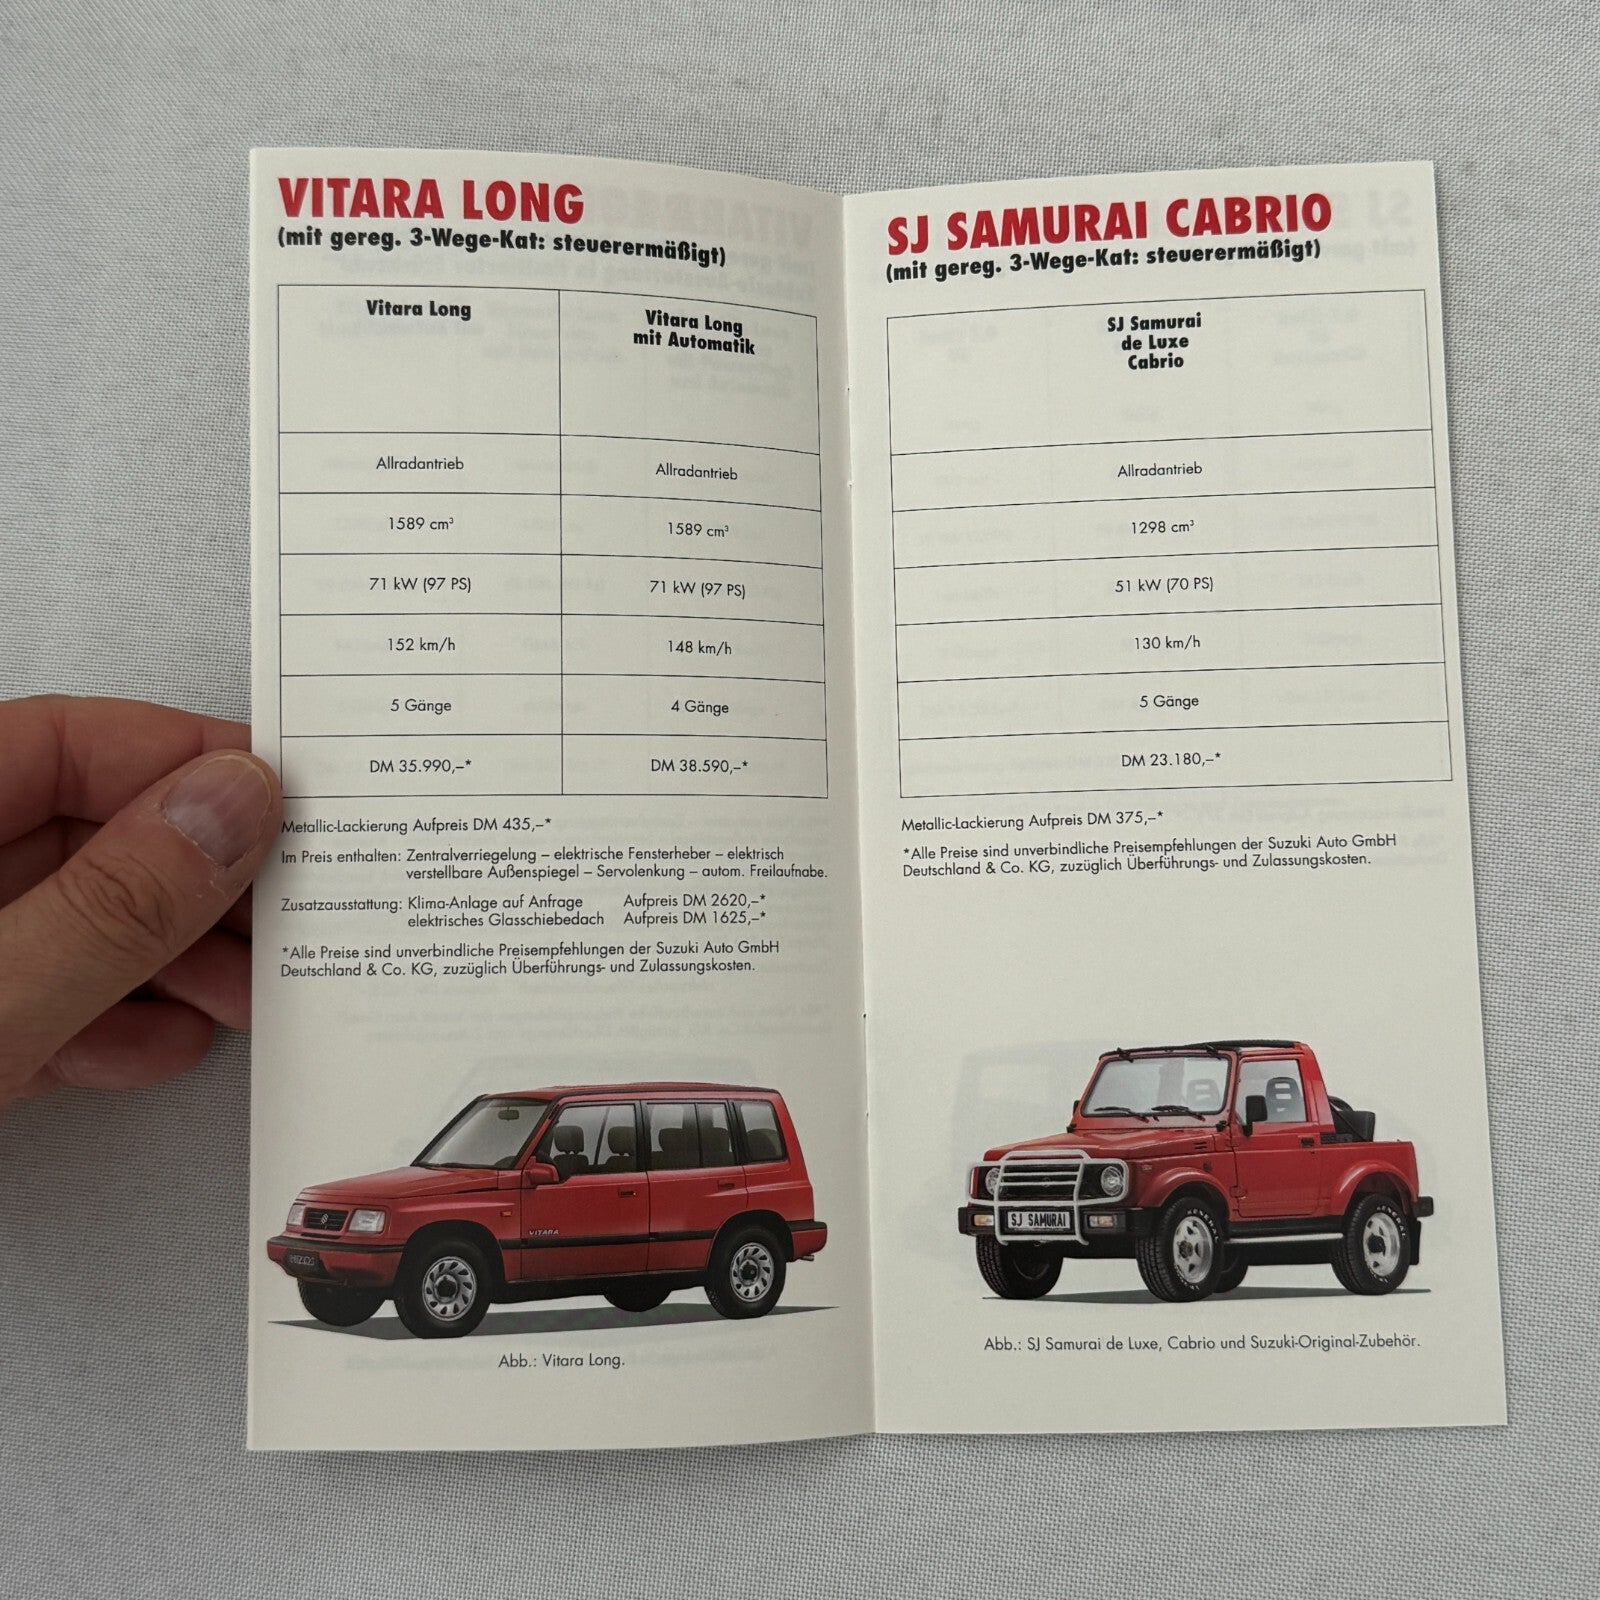 VITARA LONG
(mit gereg. 3-Wege-Kat: steuerermäßigt)
Vitara Long
Vitara Long
mit Automatik
Allradantrieb
Allradantrieb
1589 cm³
1589 cm³
71 kW (97 PS)
71 kW (97 PS)
152 km/h
148 km/h
5 Gänge
4 Gänge
DM 35.990,–*
DM 38.590,–*
Metallic-Lackierung Aufpreis DM 435,–*
Im Preis enthalten: Zentralverriegelung – elektrische Fensterheber – elektrisch
verstellbare Außenspiegel – Servolenkung – autom. Freilaufnabe.
Zusatzausstattung: Klima-Anlage auf Anfrage Aufpreis DM 2620,–*
elektrisches Glasschiebedach Aufpreis DM 1625,–*
*Alle Preise sind unverbindliche Preisempfehlungen der Suzuki Auto GmbH
Deutschland & Co. KG, zuzüglich Überführungs- und Zulassungskosten.
VITARA
Abb.: Vitara Long.
SJ SAMURAI CABRIO
(mit gereg. 3-Wege-Kat: steuerermäßigt)
SJ Samurai
de Luxe
Cabrio
Allradantrieb
1298 cm³
51 kW (70 PS)
130 km/h
5 Gänge
DM 23.180,–*
Metallic-Lackierung Aufpreis DM 375,–*
*Alle Preise sind unverbindliche Preisempfehlungen der Suzuki Auto GmbH
Deutschland & Co. KG, zuzüglich Überführungs- und Zulassungskosten.
SJ SAMURAI
GENERAL
GENERAL
Abb.: SJ Samurai de Luxe, Cabrio und Suzuki-Original-Zubehör.